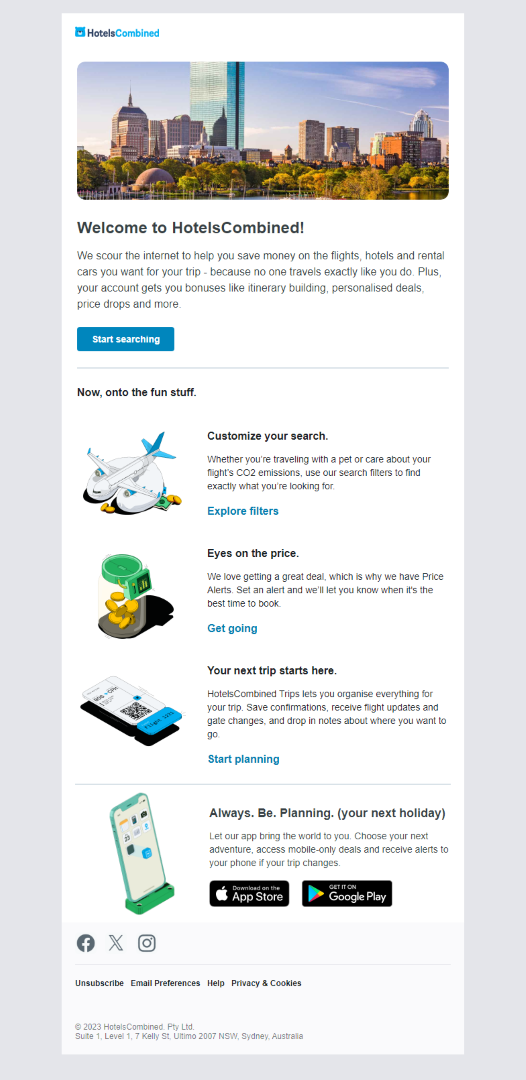 HotelsCombined
Welcome to HotelsCombined!
We scour the internet to help you save money on the flights, hotels and rental
cars you want for your trip - because no one travels exactly like you do. Plus,
your account gets you bonuses like itinerary building, personalised deals,
price drops and more.
Start searching
Now, onto the fun stuff.
Customize your search.
Whether you're traveling with a pet or care about your
flight's CO2 emissions, use our search filters to find
exactly what you're looking for.
Explore filters
Eyes on the price.
We love getting a great deal, which is why we have Price
Alerts. Set an alert and we'll let you know when it's the
best time to book.
Get going
Your next trip starts here.
HotelsCombined Trips lets you organise everything for
your trip. Save confirmations, receive flight updates and
gate changes, and drop in notes about where you want to
go.
Start planning
Always. Be. Planning. (your next holiday)
Let our app bring the world to you. Choose your next
adventure, access mobile-only deals and receive alerts to
your phone if your trip changes.
Download on the
App Store
GET IT ON
Google Play
Unsubscribe Email Preferences Help Privacy & Cookies
© 2023 HotelsCombined. Pty Ltd.
Suite 1, Level 1, 7 Kelly St, Ultimo 2007 NSW, Sydney, Australia